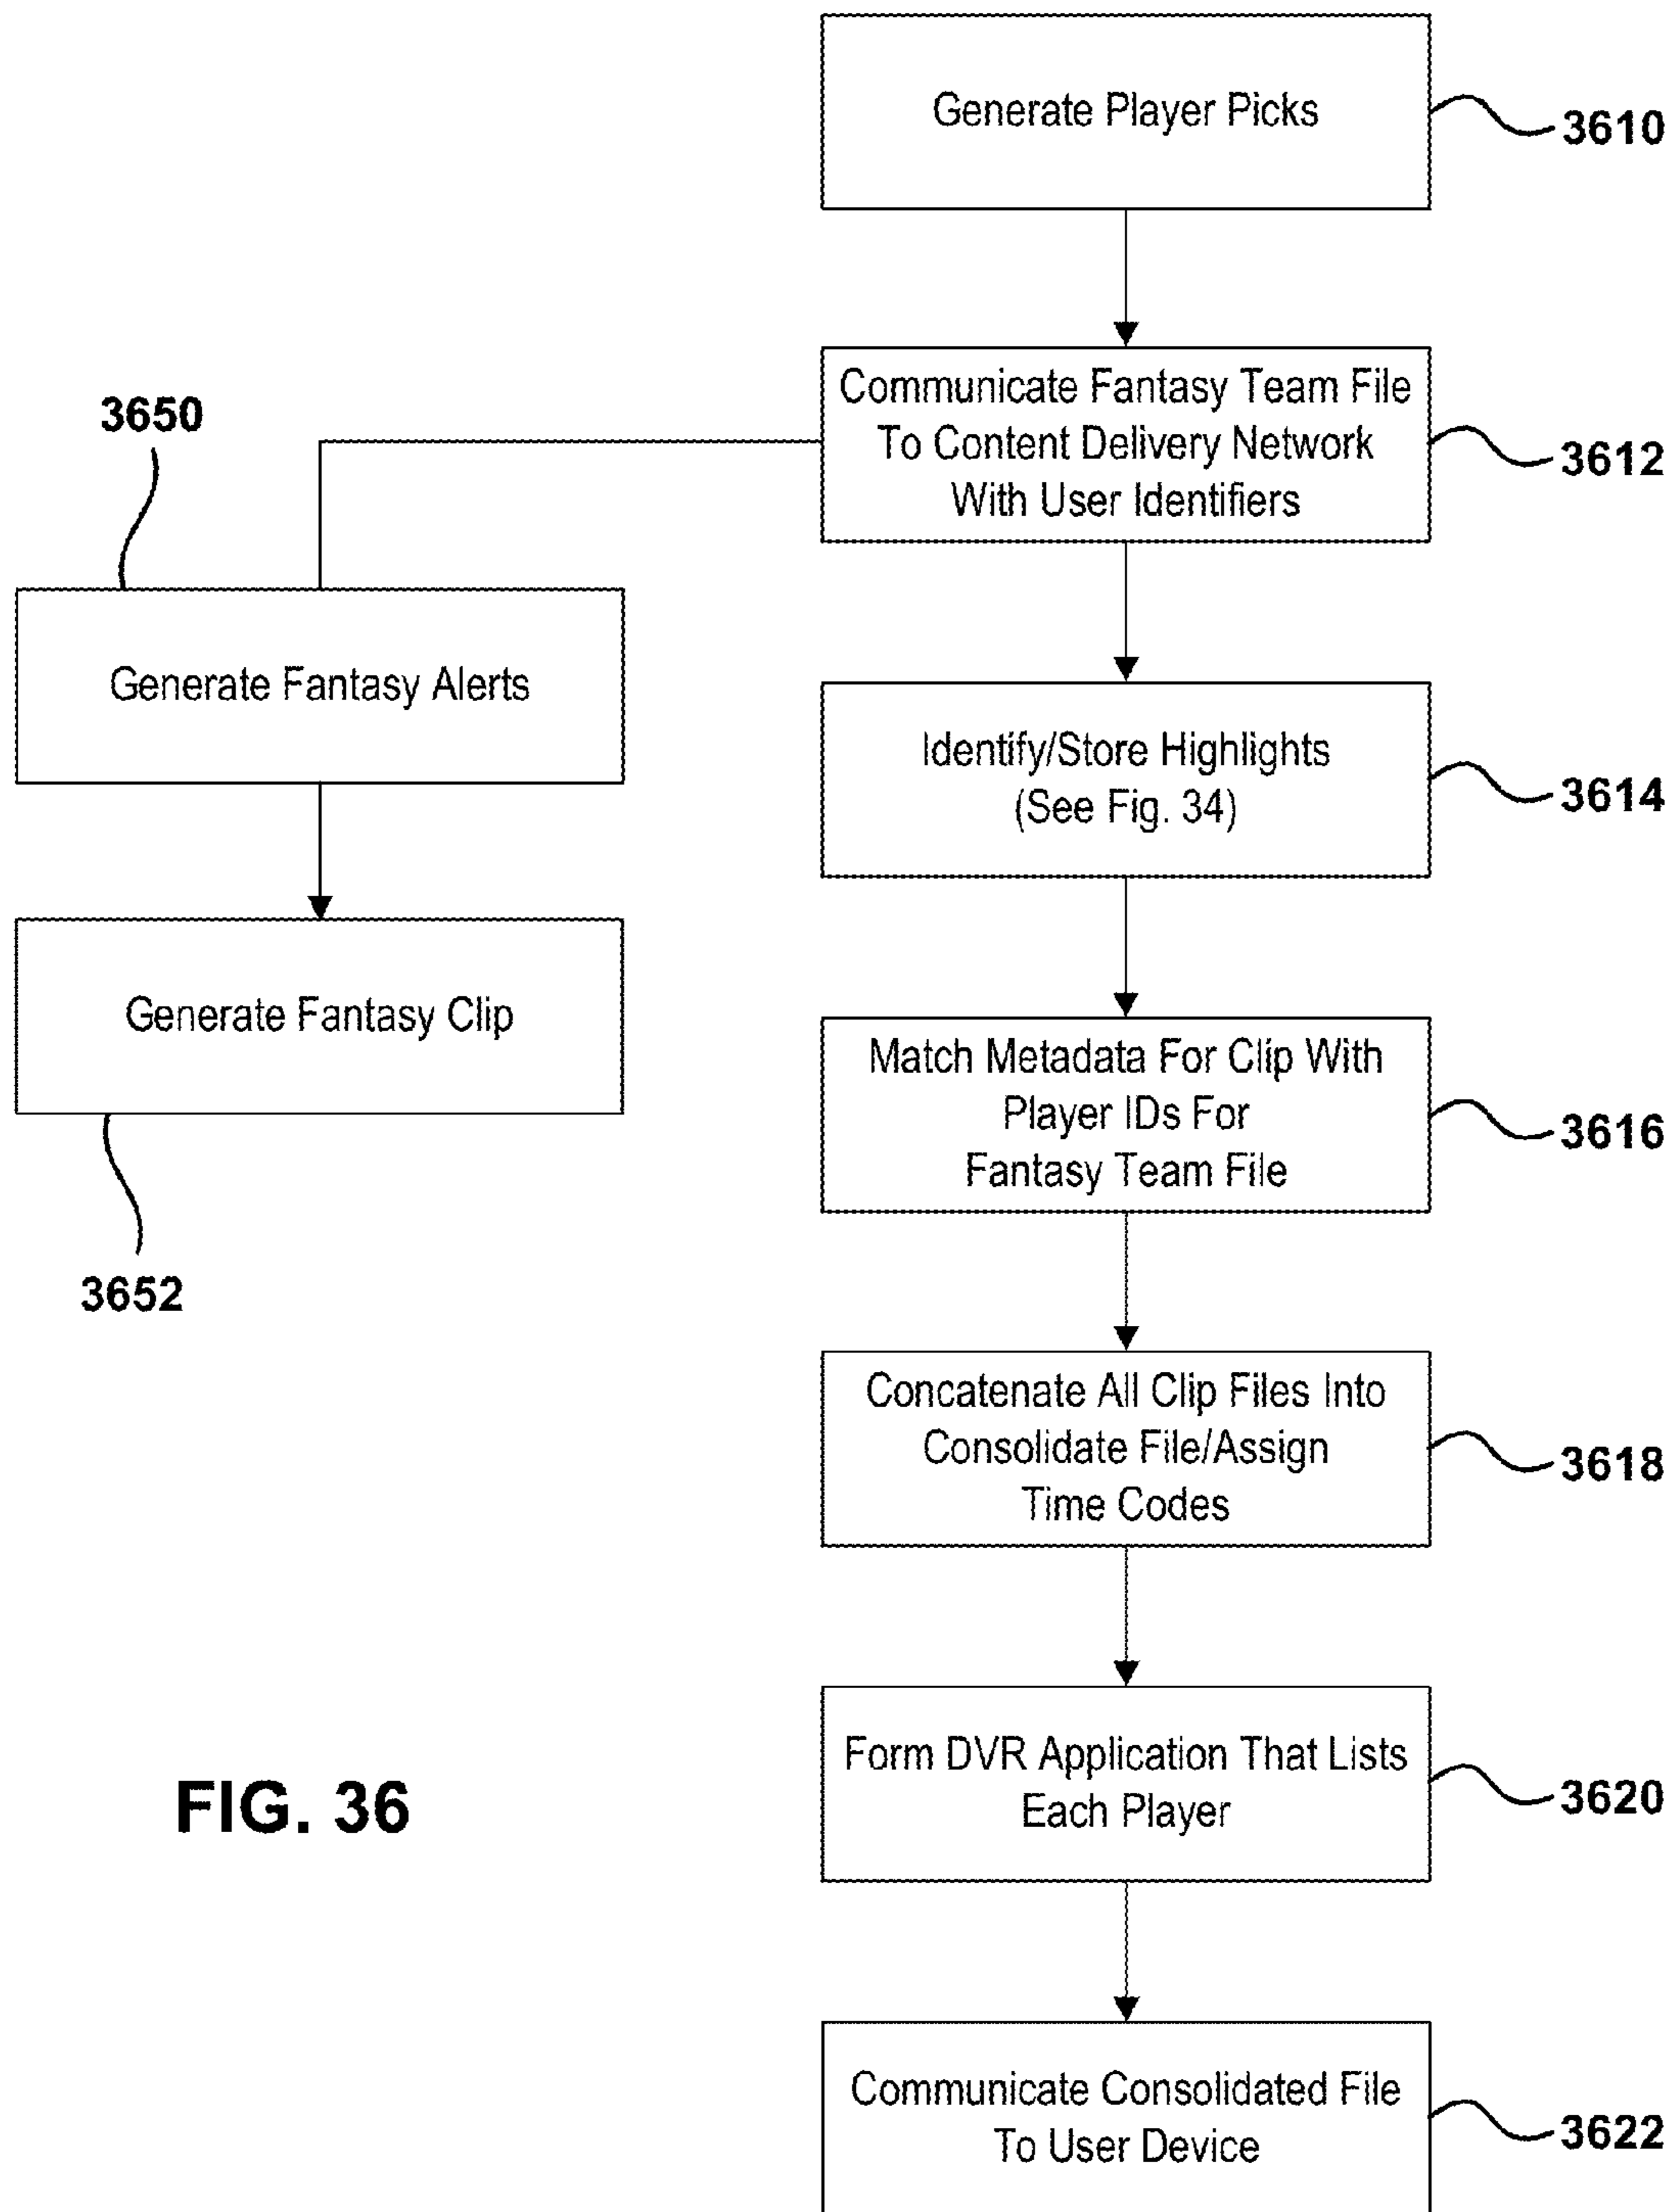 Generate Player Picks
3610
Communicate Fantasy Team File
To Content Delivery Network
With User Identifiers
3612
3650
Generate Fantasy Alerts
Identify/Store Highlights
(See Fig. 34)
3614
Generate Fantasy Clip
3652
Match Metadata For Clip With
Player IDs For
Fantasy Team File
3616
Concatenate All Clip Files Into
Consolidate File/Assign
Time Codes
3618
Form DVR Application That Lists
Each Player
3620
FIG. 36
Communicate Consolidated File
To User Device
3622